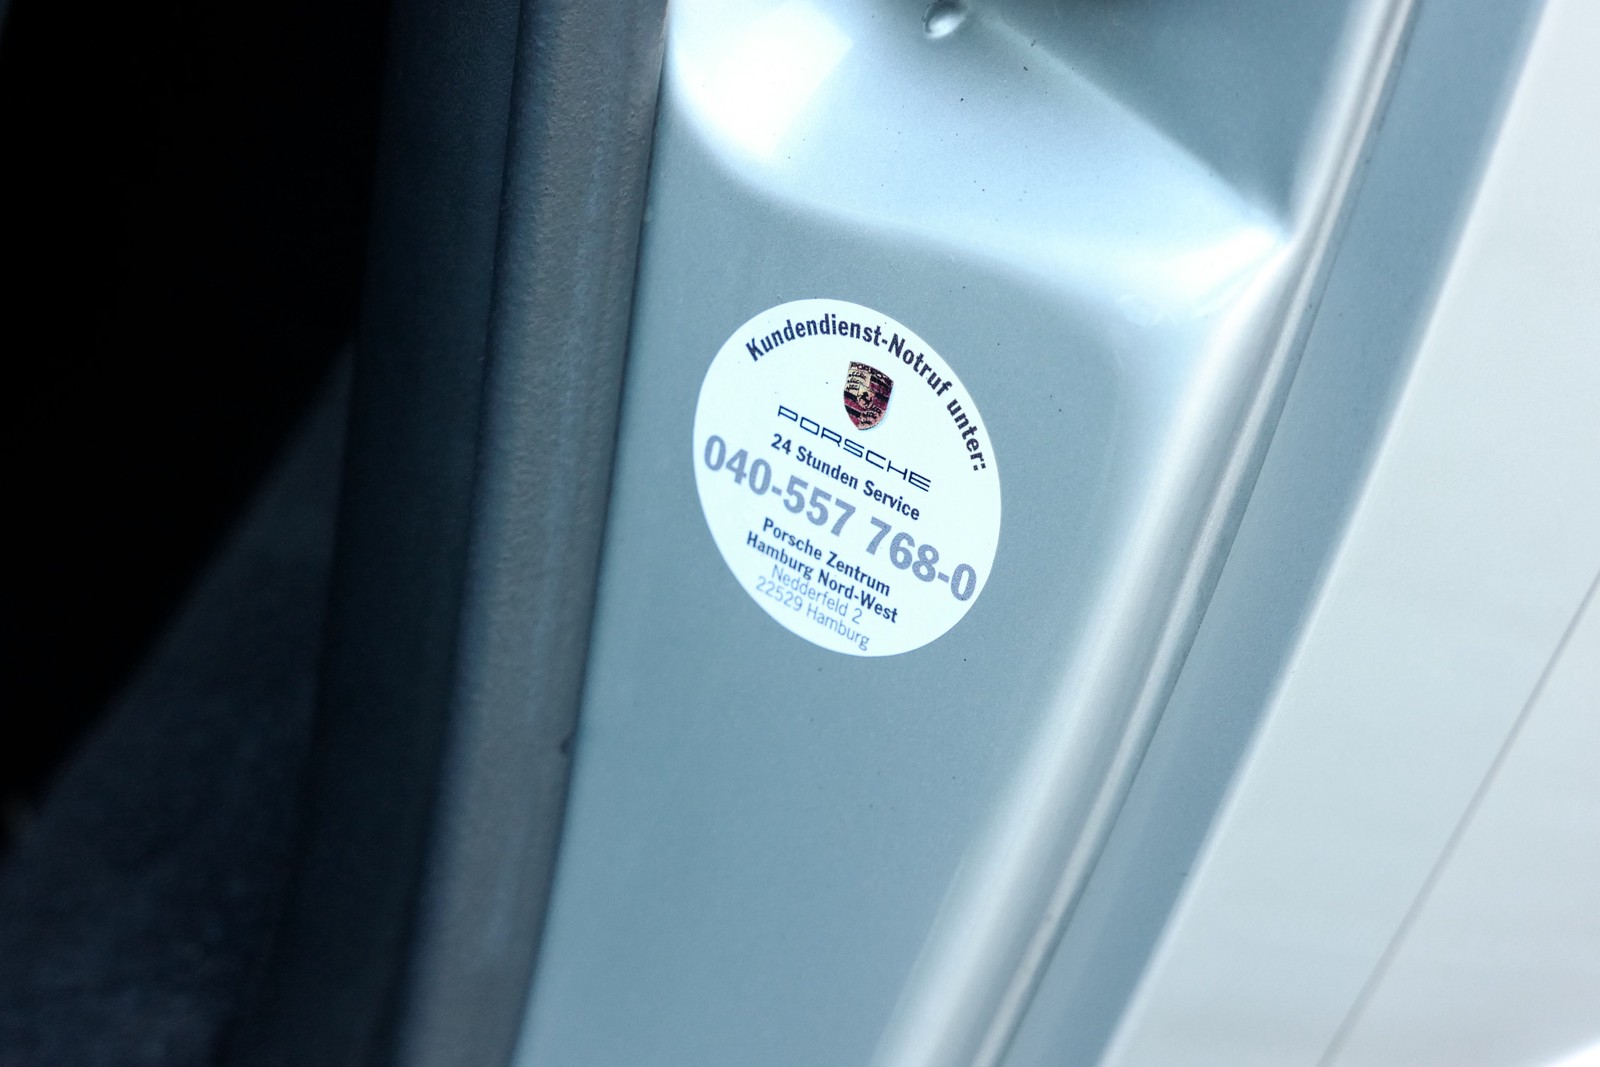 Kundendienst-Notruf unter:
PORSCHE
24 Stunden Service
040-557 768-0
Porsche Zentrum
Hamburg Nord-West
Nedderfeld 2
22529 Hamburg